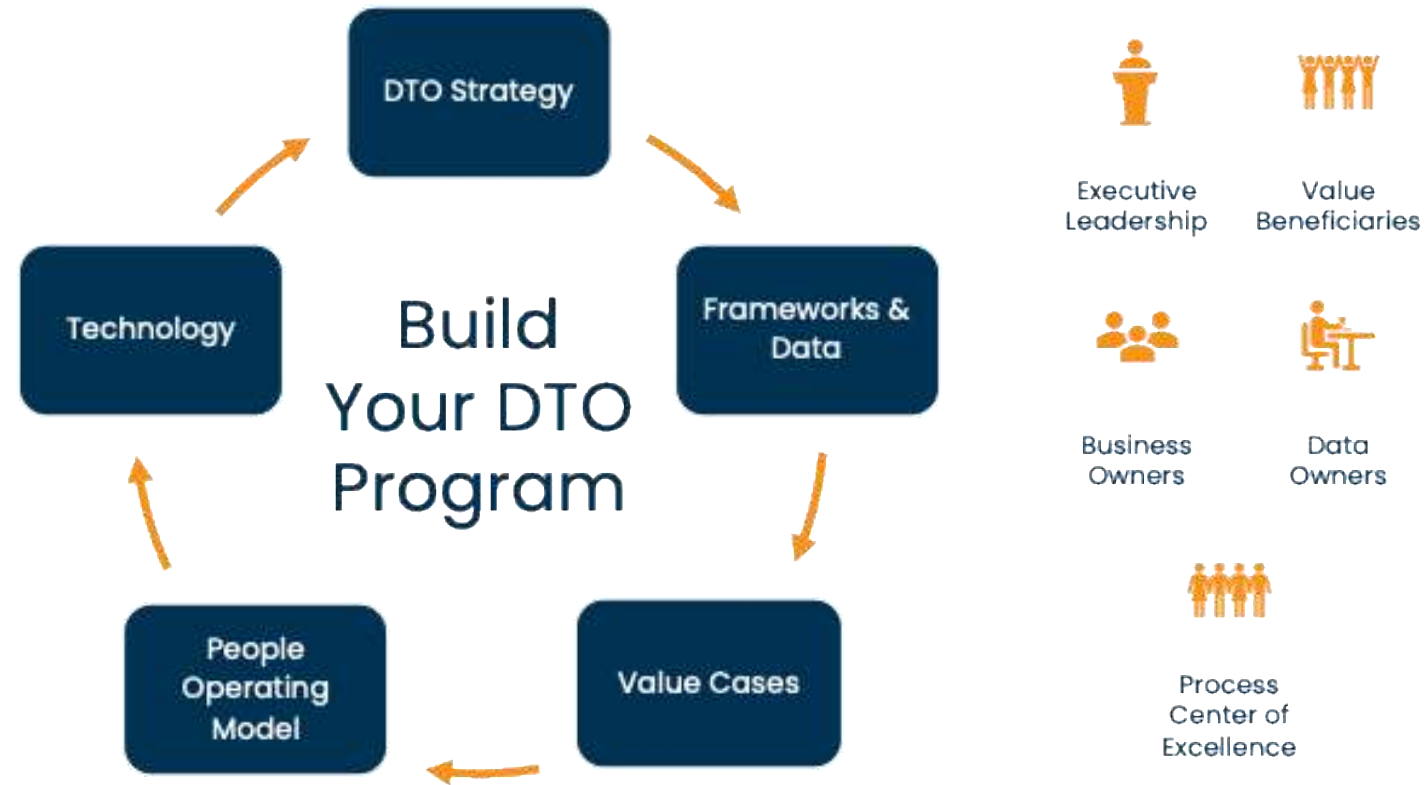 DTO Strategy
Frameworks &
Data
Value Cases
People
Operating
Model
Technology
Build
Your DTO
Program
Executive
Leadership
Value
Beneficiaries
Business
Owners
Data
Owners
Process
Center of
Excellence